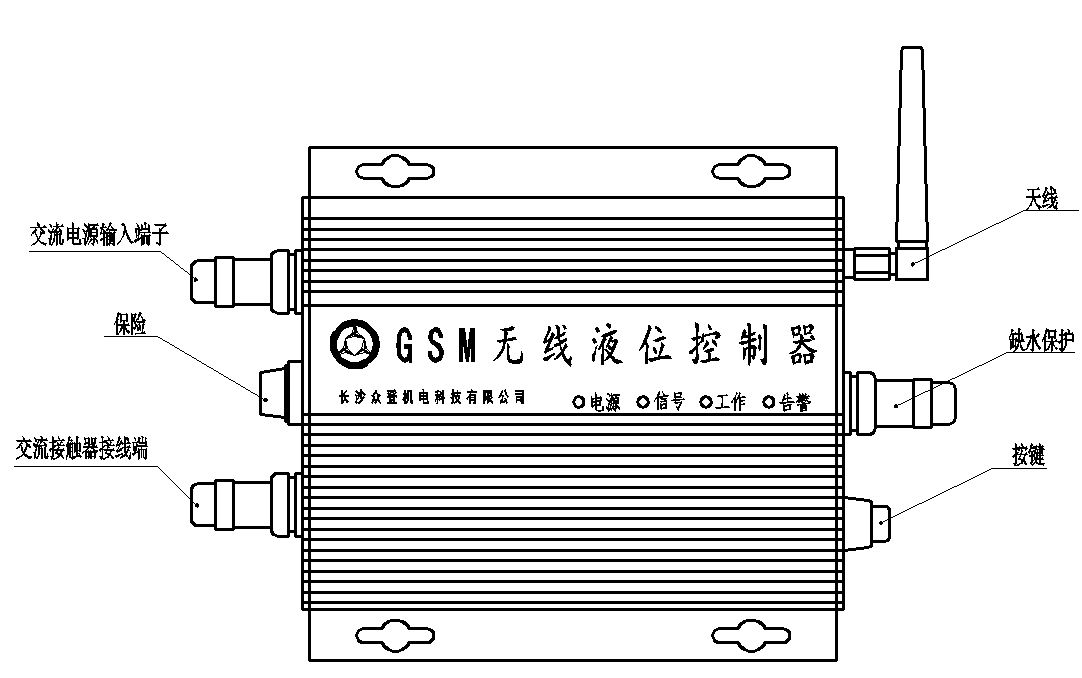 天线
交流电源输入端子
保险
缺水保护
GSM无线液位控制器
长沙众登机电科技有限公司
电源 信号 工作 告警
交流接触器接线端
按键